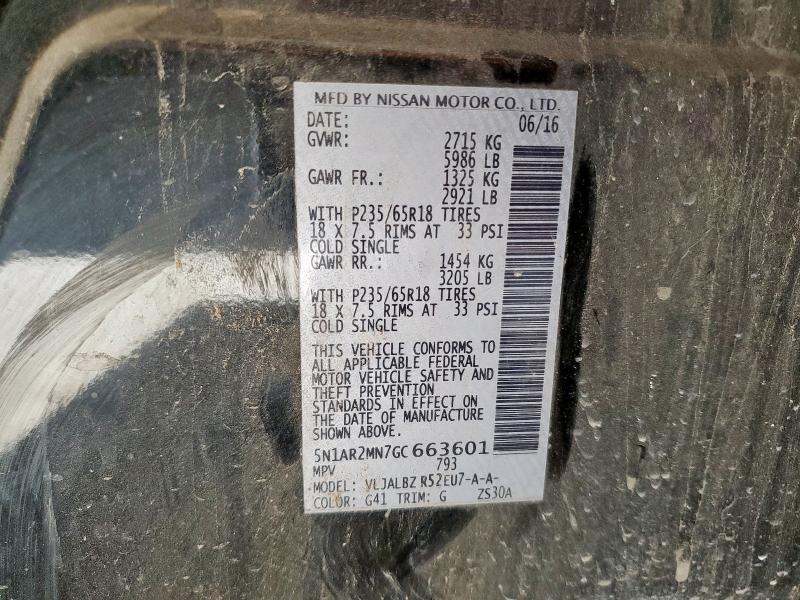 MFD BY NISSAN MOTOR CO., LTD.
DATE: 06/16
GVWR: 2715 KG
5986 LB
GAWR FR.: 1325 KG
2921 LB
WITH P235/65R18 TIRES
18 X 7.5 RIMS AT 33 PSI
COLD SINGLE
GAWR RR.: 1454 KG
3205 LB
WITH P235/65R18 TIRES
18 X 7.5 RIMS AT 33 PSI
COLD SINGLE
THIS VEHICLE CONFORMS TO
ALL APPLICABLE FEDERAL
MOTOR VEHICLE SAFETY AND
THEFT PREVENTION
STANDARDS IN EFFECT ON
THE DATE OF MANUFACTURE
SHOWN ABOVE.
5N1AR2MN7GC663601
MPV 793
MODEL: VLJALBZ R52EU7-A-A-
COLOR: G41 TRIM: G ZS30A